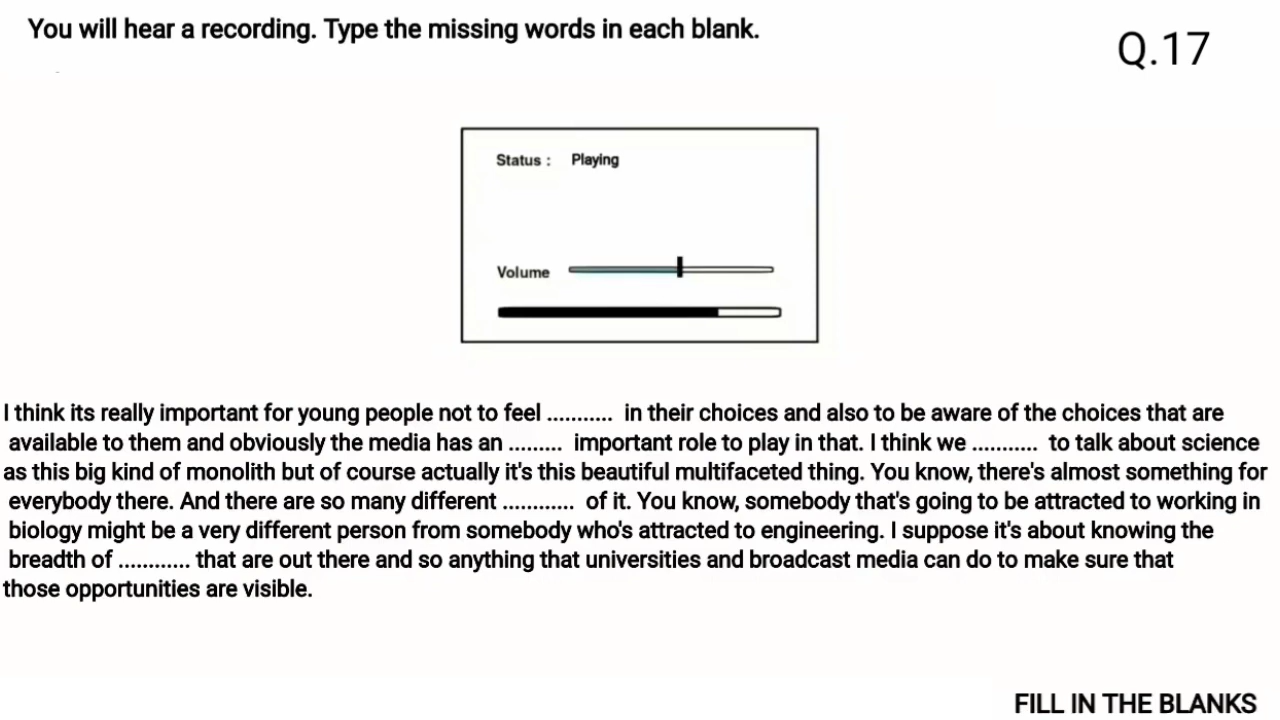 You will hear a recording. Type the missing words in each blank.
Q.17
Status : Playing
Volume
I think its really important for young people not to feel ........... in their choices and also to be aware of the choices that are
available to them and obviously the media has an ......... important role to play in that. I think we ........... to talk about science
as this big kind of monolith but of course actually it's this beautiful multifaceted thing. You know, there's almost something for
everybody there. And there are so many different ............ of it. You know, somebody that's going to be attracted to working in
biology might be a very different person from somebody who's attracted to engineering. I suppose it's about knowing the
breadth of ............ that are out there and so anything that universities and broadcast media can do to make sure that
those opportunities are visible.
FILL IN THE BLANKS